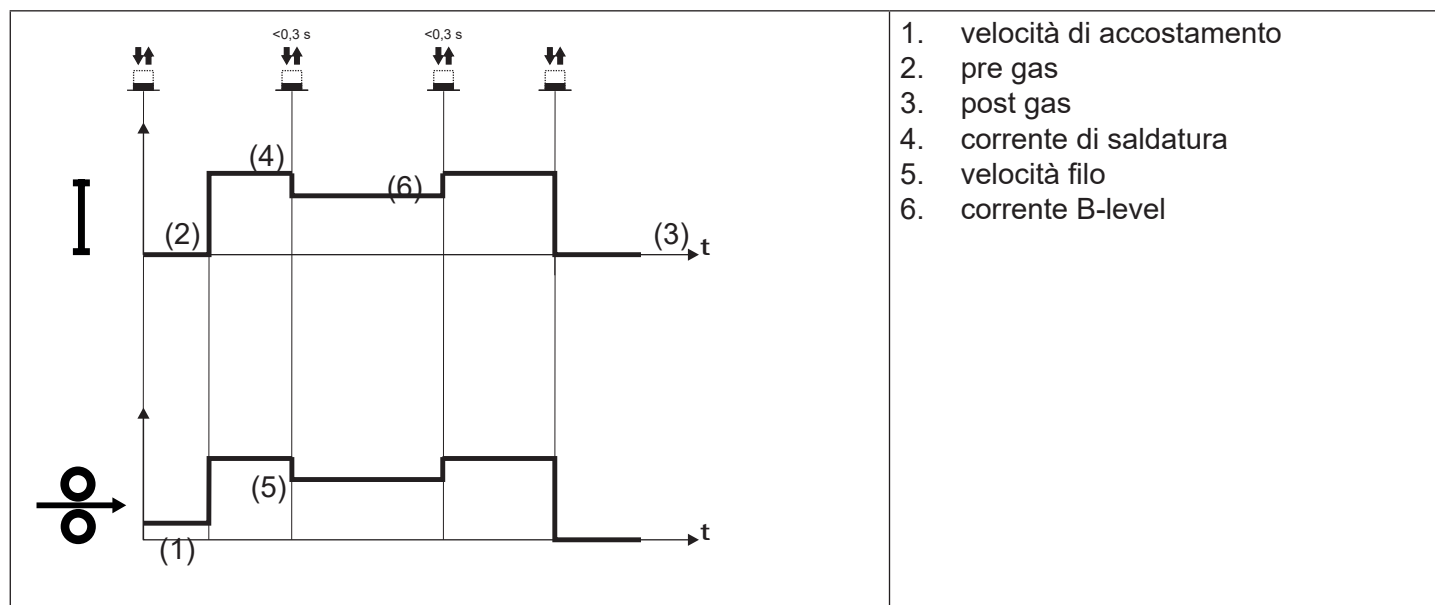 <0,3 s <0,3 s
(4)
(6)
(2)
(3)
t
(5)
t
(1)
1. velocità di accostamento
2. pre gas
3. post gas
4. corrente di saldatura
5. velocità filo
6. corrente B-level